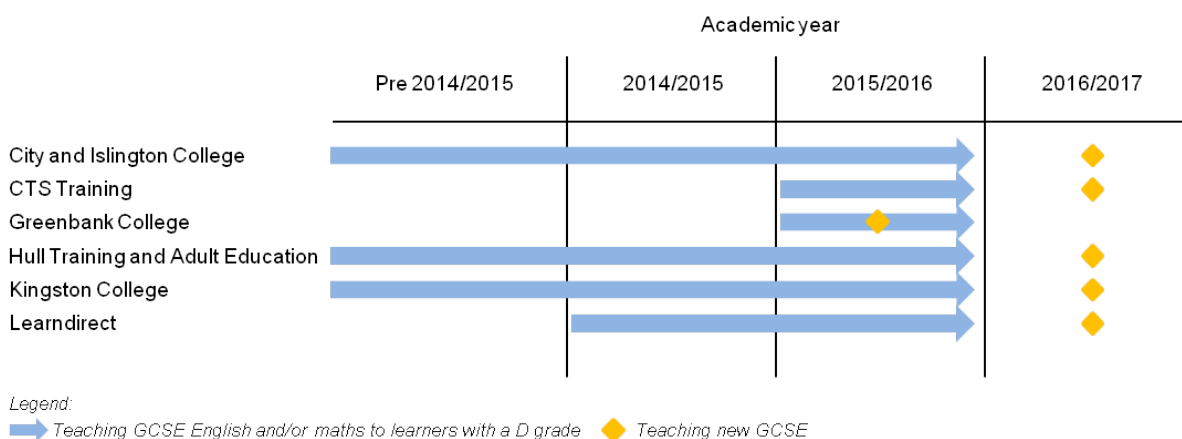 Academic year
Pre 2014/2015 2014/2015 2015/2016 2016/2017
City and Islington College
CTS Training
Greenbank College
Hull Training and Adult Education
Kingston College
Learndirect
Legend:
Teaching GCSE English and/or maths to learners with a D grade Teaching new GCSE